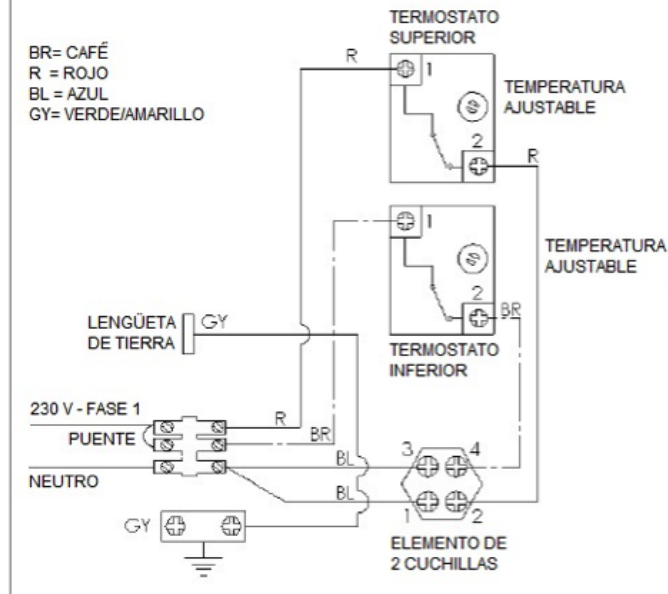 BR= CAFÉ
R = ROJO
BL = AZUL
GY= VERDE/AMARILLO
TERMOSTATO
SUPERIOR
R
1
TEMPERATURA
AJUSTABLE
2
R
1
TEMPERATURA
AJUSTABLE
2
BR
TERMOSTATO
INFERIOR
LENGÜETA
DE TIERRA
GY
230 V - FASE 1
PUENTE
R
BR
NEUTRO
BL
BL
3
4
1
2
GY
ELEMENTO DE
2 CUCHILLAS